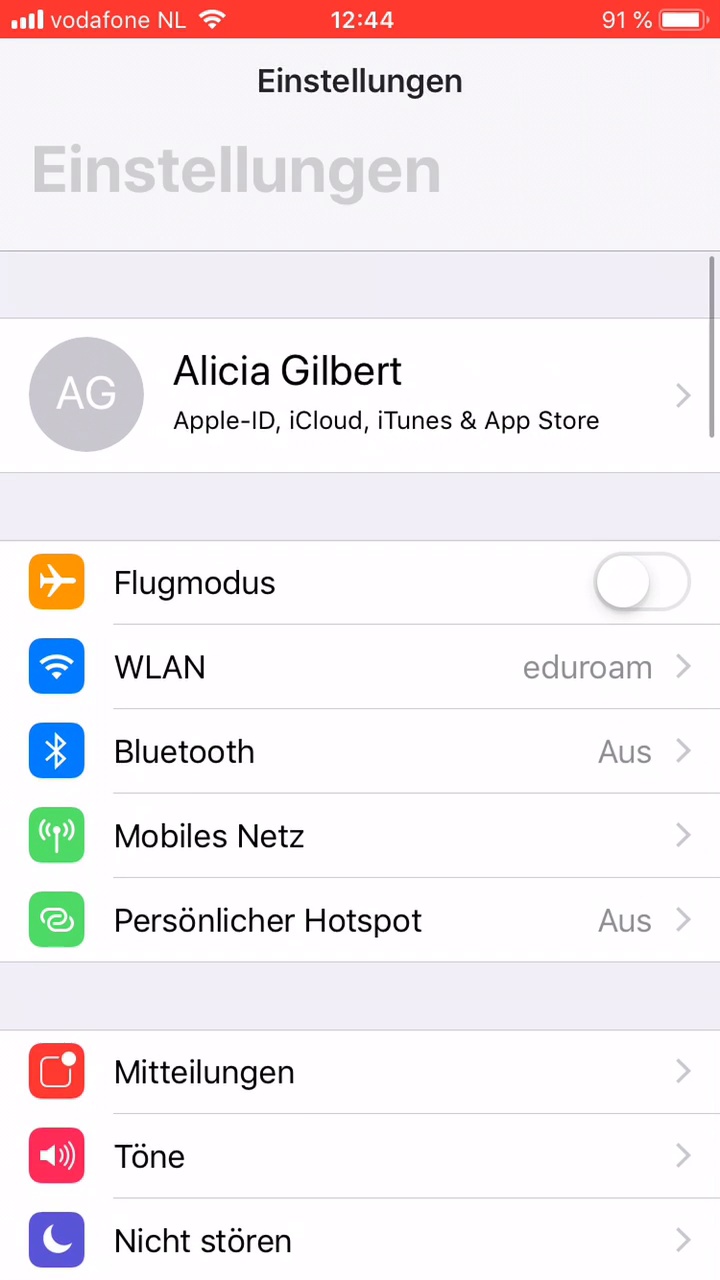 vodafone NL 12:44 91 %
Einstellungen
Einstellungen
AG
Alicia Gilbert
Apple-ID, iCloud, iTunes & App Store
Flugmodus
WLAN eduroam
Bluetooth Aus
Mobiles Netz
Persönlicher Hotspot Aus
Mitteilungen
Töne
Nicht stören